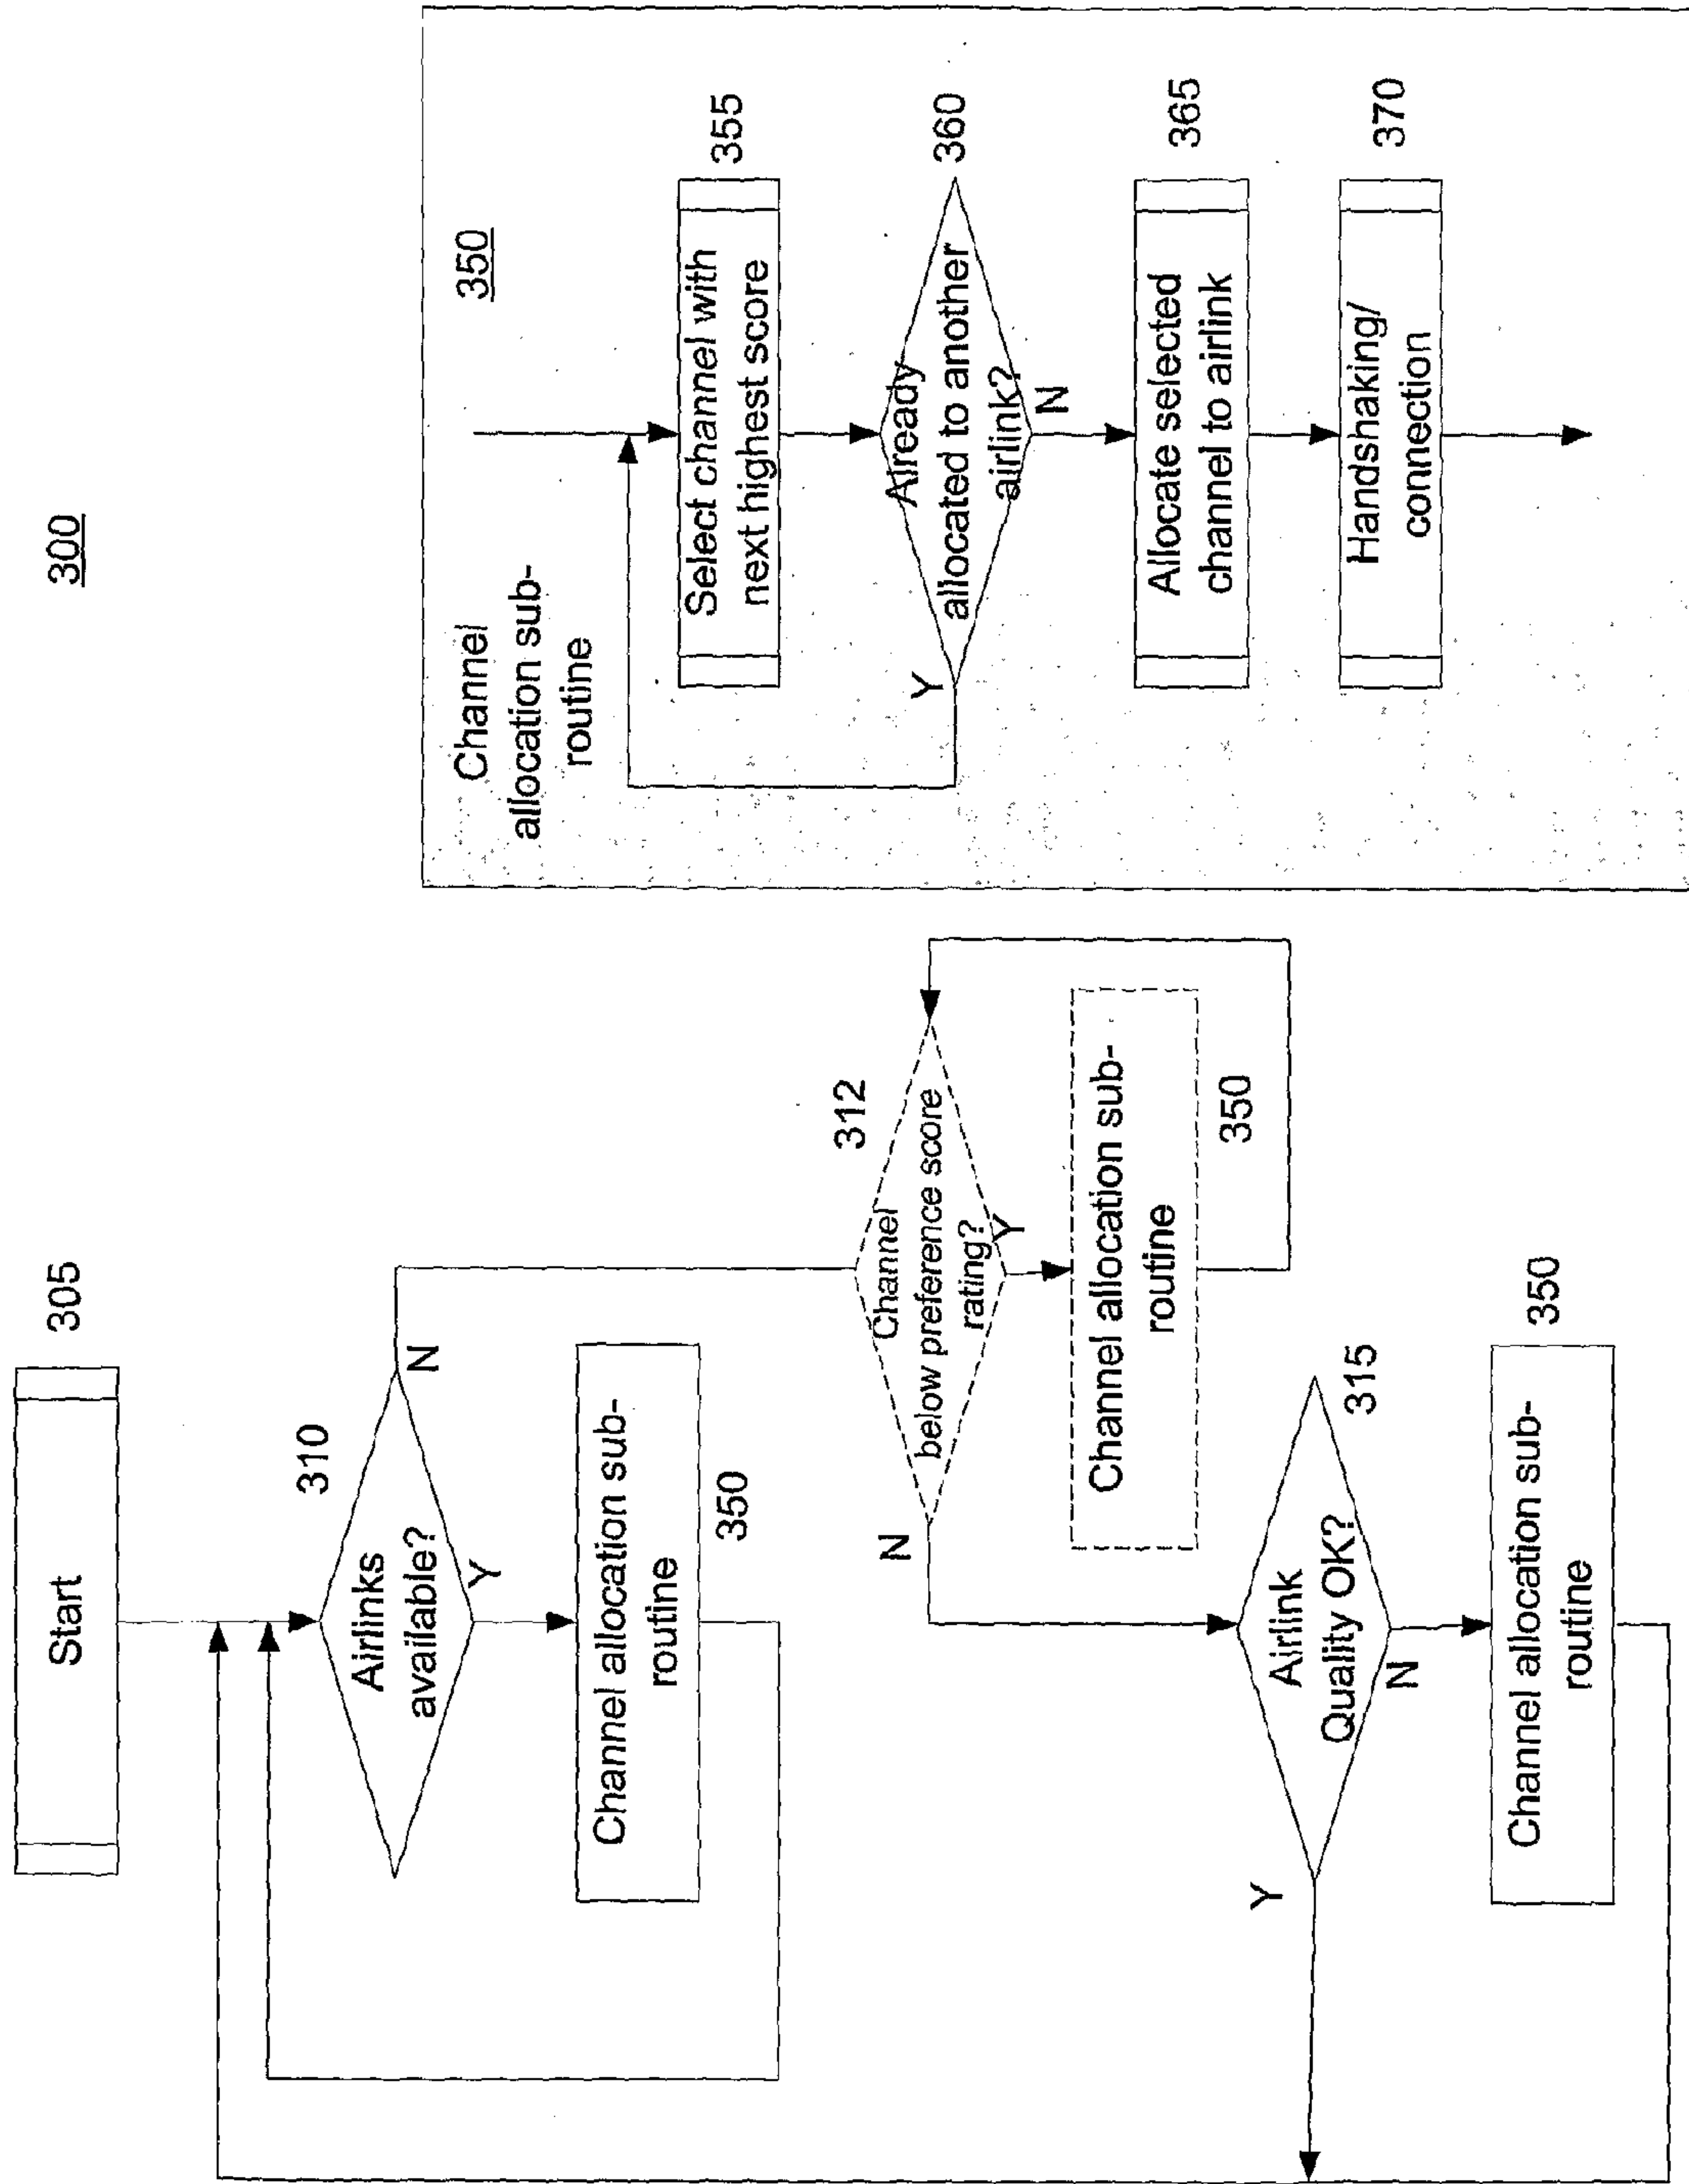 300
Start
305
Airlinks
available?
310
Y
N
Channel allocation sub-
routine
350
Channel
below preference score
rating?
312
N
Y
Channel allocation sub-
routine
350
Airlink
Quality OK?
315
Y
N
Channel allocation sub-
routine
350
Channel
allocation sub-
routine
350
Select channel with
next highest score
355
Already
allocated to another
airlink?
360
Y
N
Allocate selected
channel to airlink
365
Handshaking/
connection
370